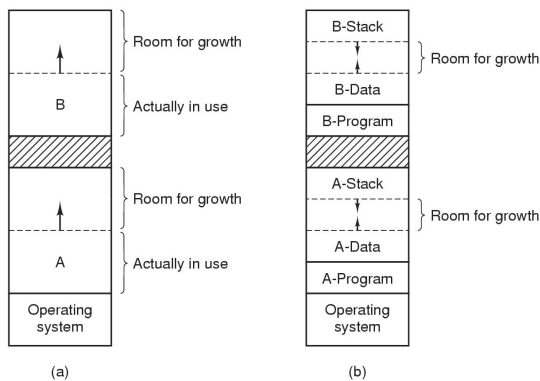 Room for growth
B
Actually in use
Room for growth
A
Actually in use
Operating
system
(a)
B-Stack
Room for growth
B-Data
B-Program
A-Stack
Room for growth
A-Data
A-Program
Operating
system
(b)